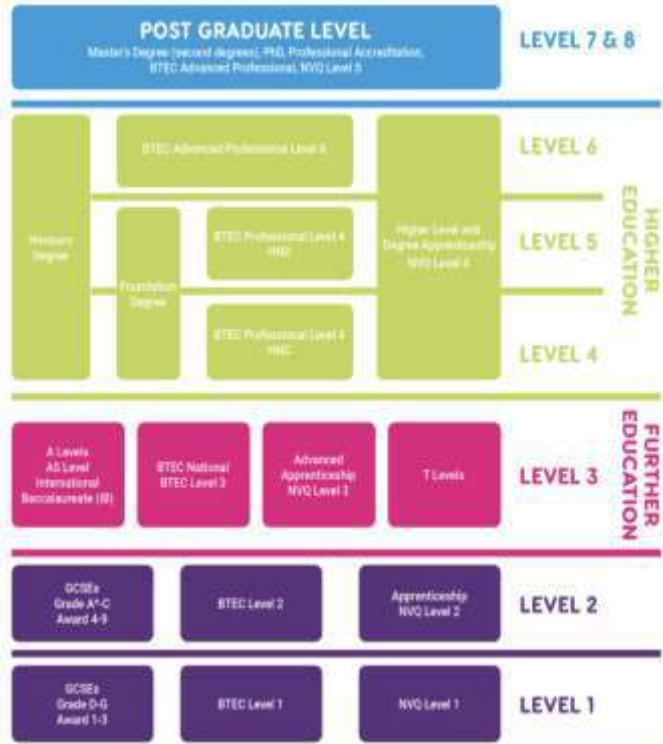 POST GRADUATE LEVEL
Master's Degree (second degrees), PhD, Professional Accreditation,
BTEC Advanced Professional, NVQ Level 5
LEVEL 7 & 8
BTEC Advanced Professional Level 6
LEVEL 6
Honours
Degree
Foundation
Degree
BTEC Professional Level 4
HND
Higher Level and
Degree Apprenticeship
NVQ Level 4
LEVEL 5
BTEC Professional Level 4
HNC
LEVEL 4
HIGHER
EDUCATION
A Levels
AS Level
International
Baccalaureate (IB)
BTEC National
BTEC Level 3
Advanced
Apprenticeship
NVQ Level 3
T Levels
LEVEL 3
FURTHER
EDUCATION
GCSEs
Grade A*-C
Award 4-9
BTEC Level 2
Apprenticeship
NVQ Level 2
LEVEL 2
GCSEs
Grade D-G
Award 1-3
BTEC Level 1
NVQ Level 1
LEVEL 1